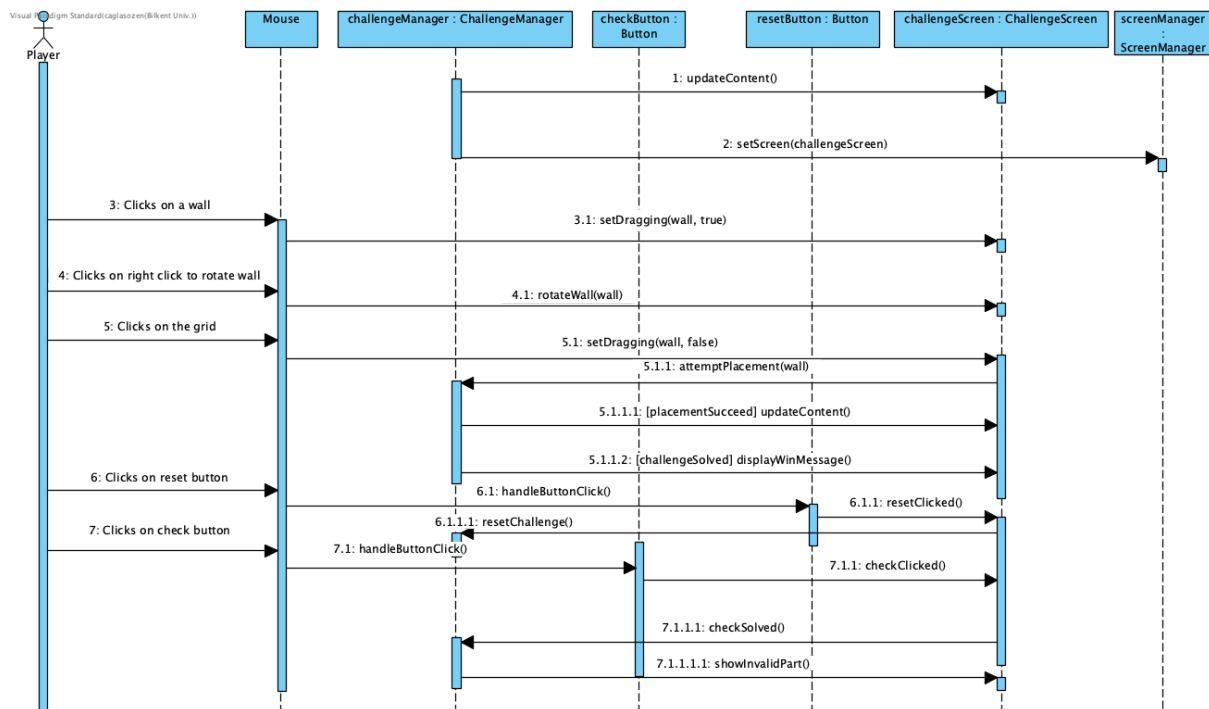 Visual Paradigm Standard(caglasozen(Bilkent Univ.))
Player
Mouse
challengeManager : ChallengeManager
checkButton :
Button
resetButton : Button
challengeScreen : ChallengeScreen
screenManager
:
ScreenManager
1: updateContent()
2: setScreen(challengeScreen)
3: Clicks on a wall
3.1: setDragging(wall, true)
4: Clicks on right click to rotate wall
4.1: rotateWall(wall)
5: Clicks on the grid
5.1: setDragging(wall, false)
5.1.1: attemptPlacement(wall)
5.1.1.1: [placementSucceed] updateContent()
5.1.1.2: [challengeSolved] displayWinMessage()
6: Clicks on reset button
6.1: handleButtonClick()
6.1.1: resetClicked()
6.1.1.1: resetChallenge()
7: Clicks on check button
7.1: handleButtonClick()
7.1.1: checkClicked()
7.1.1.1: checkSolved()
7.1.1.1.1: showInvalidPart()